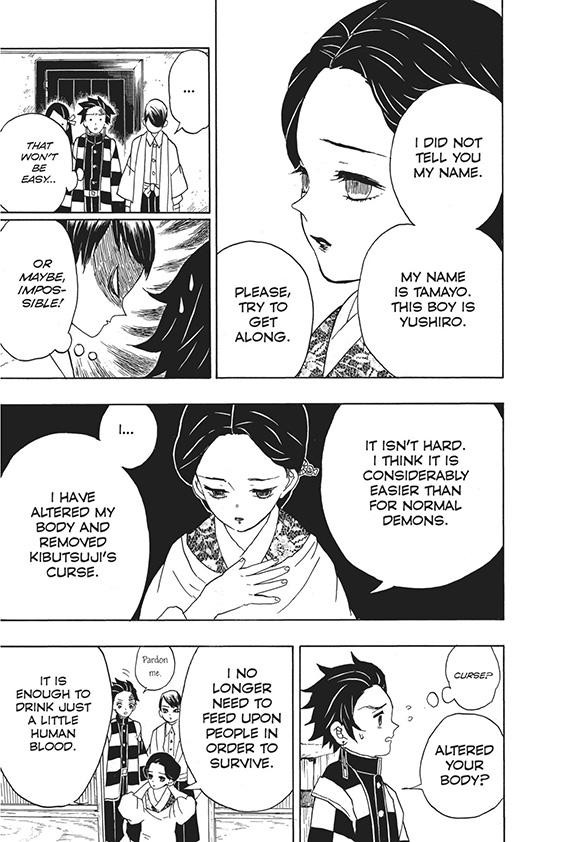 I DID NOT
TELL YOU
MY NAME.
MY NAME
IS TAMAYO.
THIS BOY IS
YUSHIRO.
PLEASE,
TRY TO
GET
ALONG.
...
THAT
WON'T
BE
EASY...
OR
MAYBE,
IMPOS-
SIBLE!
IT ISN'T HARD.
I THINK IT IS
CONSIDERABLY
EASIER THAN
FOR NORMAL
DEMONS.
I...
I HAVE
ALTERED MY
BODY AND
REMOVED
KIBUTSUJI'S
CURSE.
CURSE?
ALTERED
YOUR
BODY?
I NO
LONGER
NEED TO
FEED UPON
PEOPLE IN
ORDER TO
SURVIVE.
Pardon
me.
IT IS
ENOUGH TO
DRINK JUST
A LITTLE
HUMAN
BLOOD.